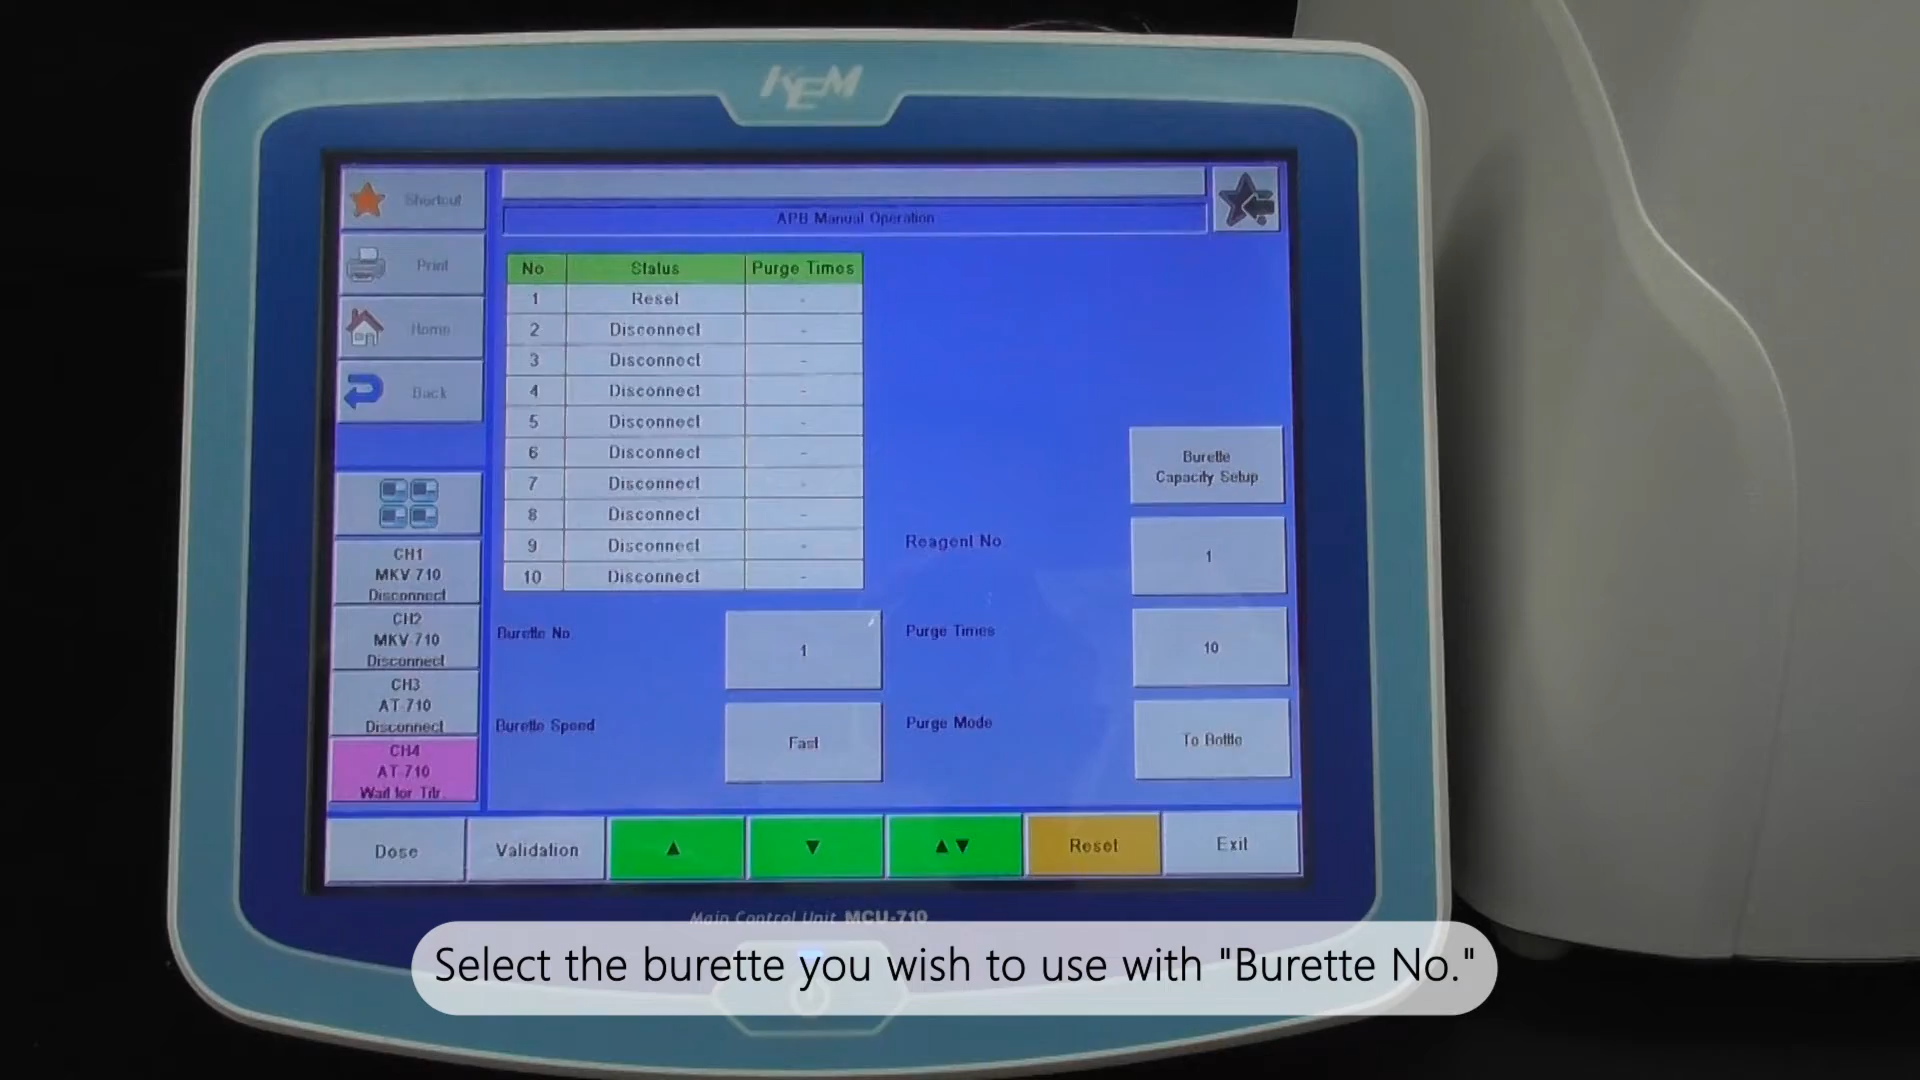 KEM
Shortcut
Print
Home
Back
APB Manual Operation
No Status Purge Times
1 Reset -
2 Disconnect -
3 Disconnect -
4 Disconnect -
5 Disconnect -
6 Disconnect -
7 Disconnect -
8 Disconnect -
9 Disconnect -
10 Disconnect -
Burette
Capacity Setup
Reagent No 1
Burette No. 1
Purge Times 10
Burette Speed Fast
Purge Mode To Bottle
CH1
MKV-710
Disconnect
CH2
MKV-710
Disconnect
CH3
AT-710
Disconnect
CH4
AT-710
Wait for Titr.
Dose Validation ▲ ▼ ▲▼ Reset Exit
Main Control Unit MCU-710
Select the burette you wish to use with "Burette No."